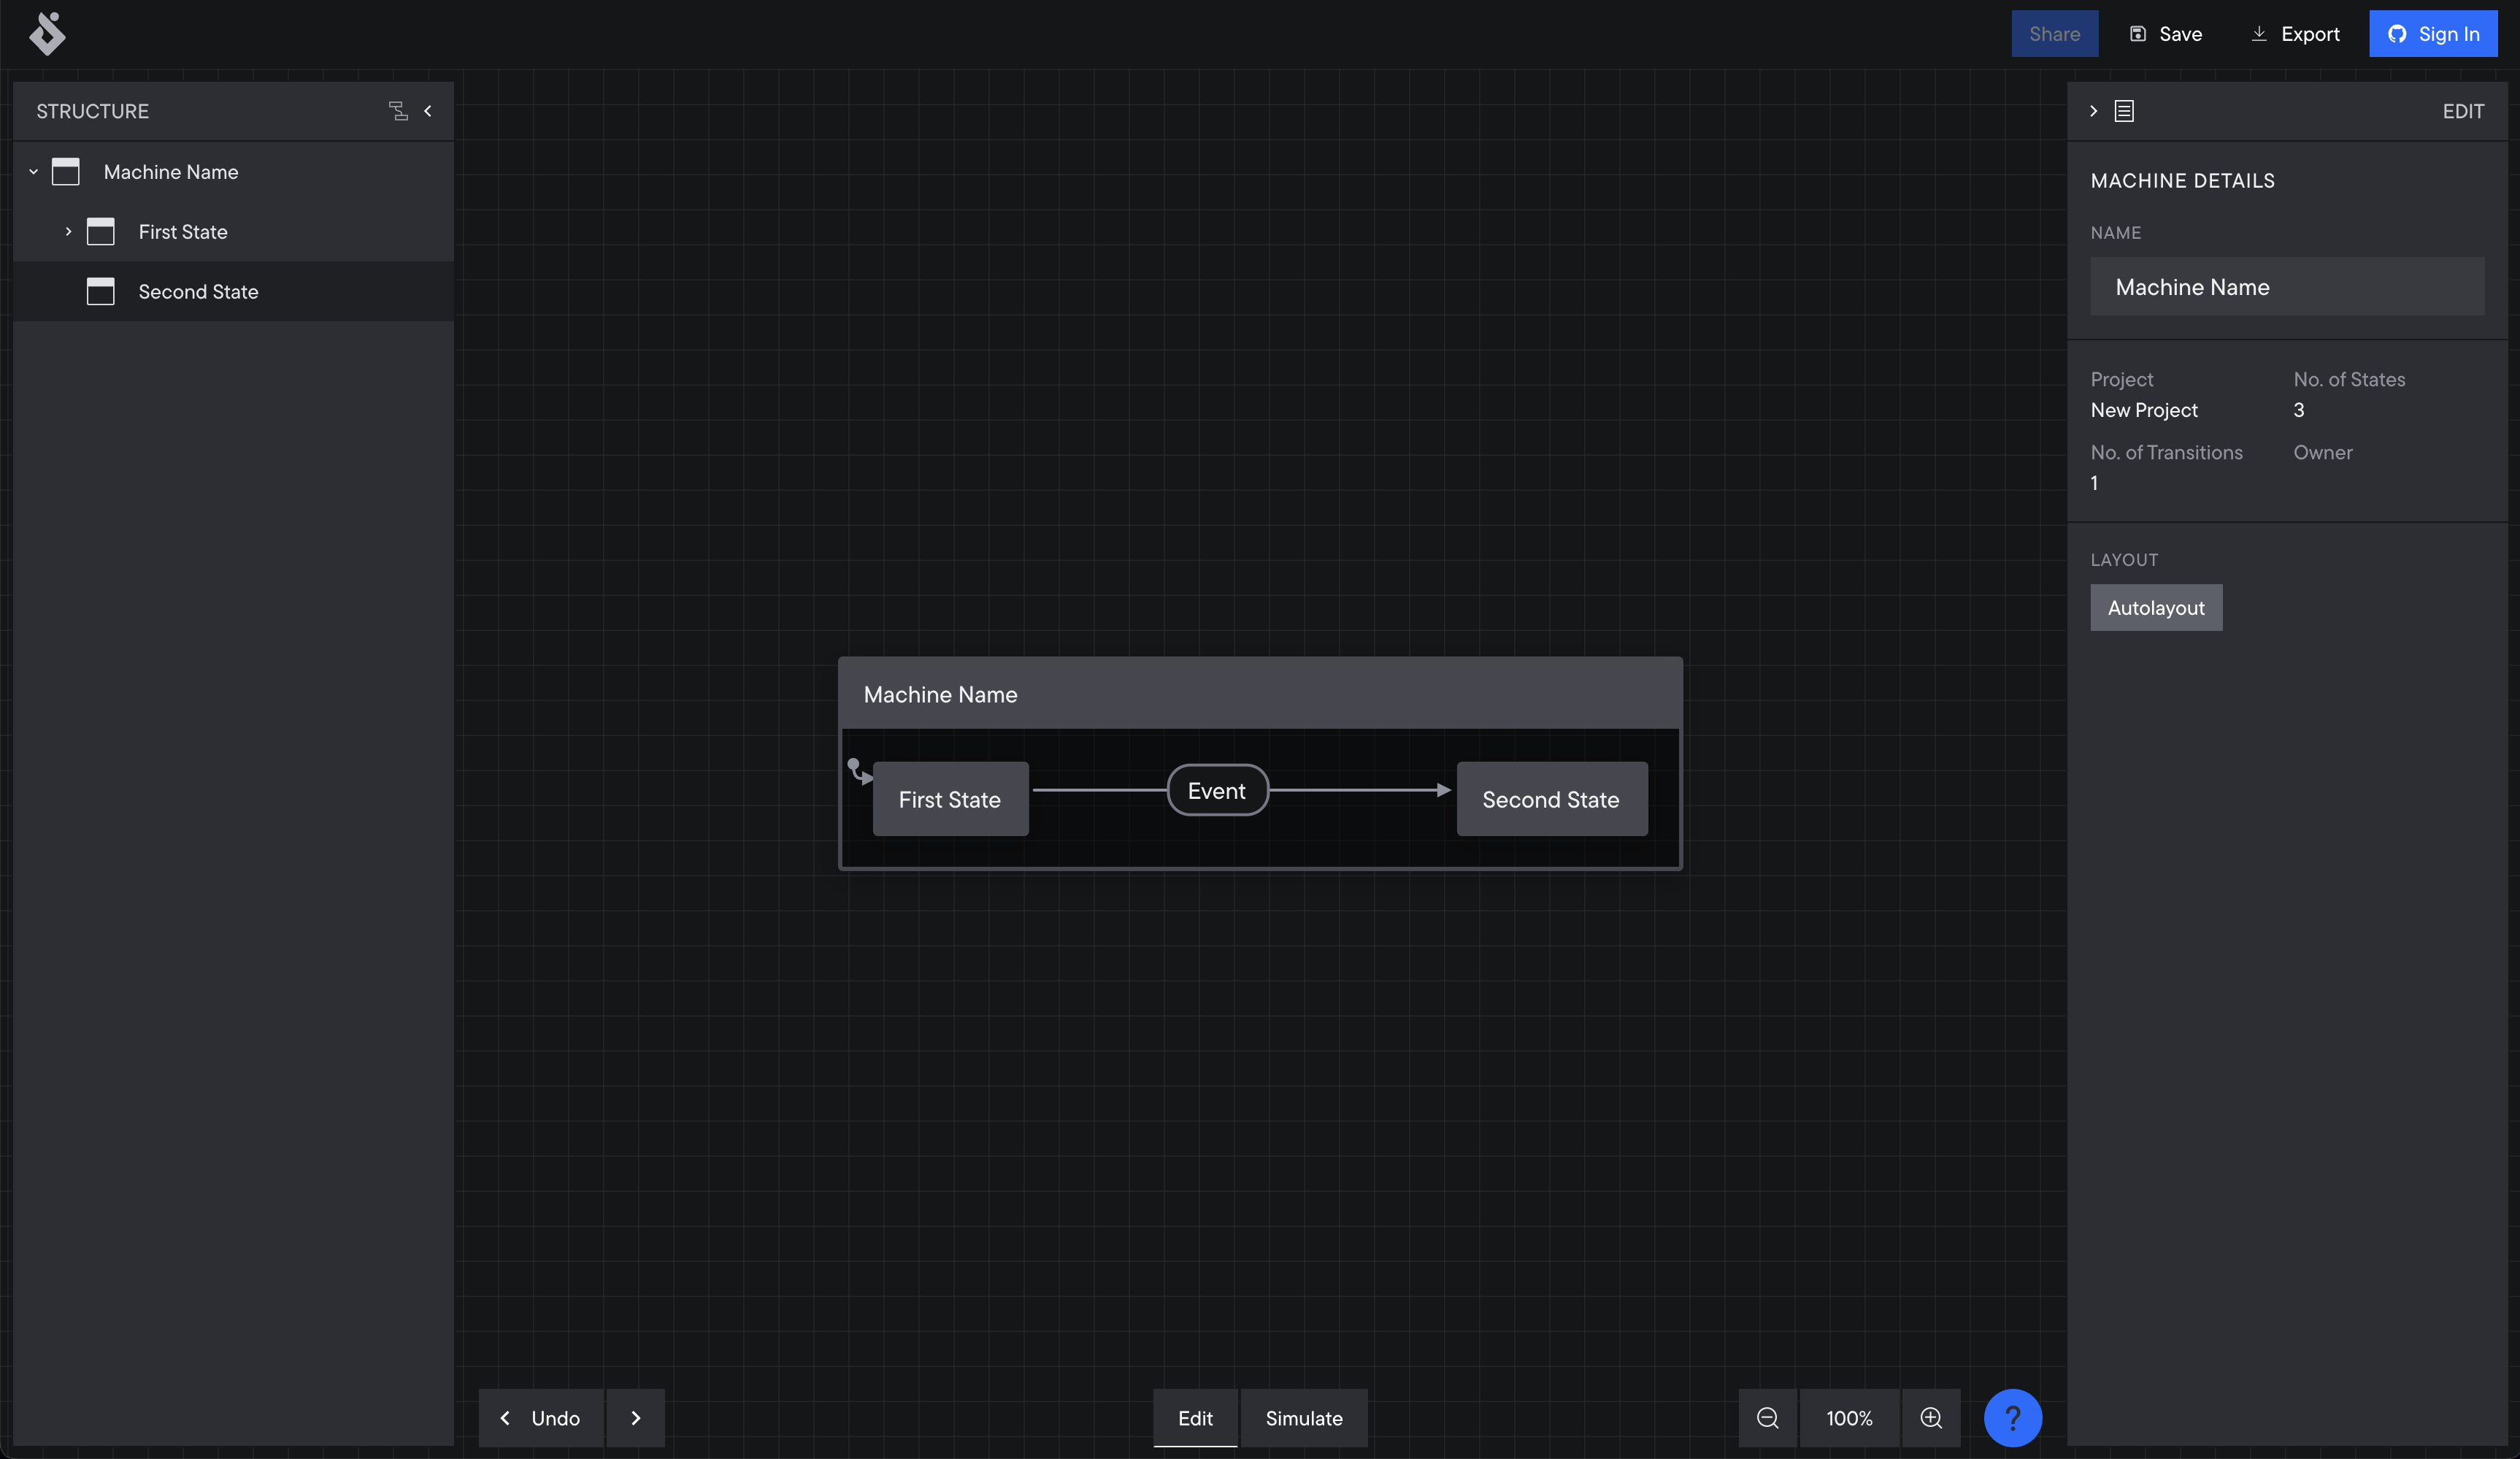 Share
Save
Export
Sign In
STRUCTURE
Machine Name
First State
Second State
EDIT
MACHINE DETAILS
NAME
Machine Name
Project
No. of States
New Project
3
No. of Transitions
Owner
1
LAYOUT
Autolayout
Machine Name
First State
Event
Second State
Undo
Edit
Simulate
100%
?